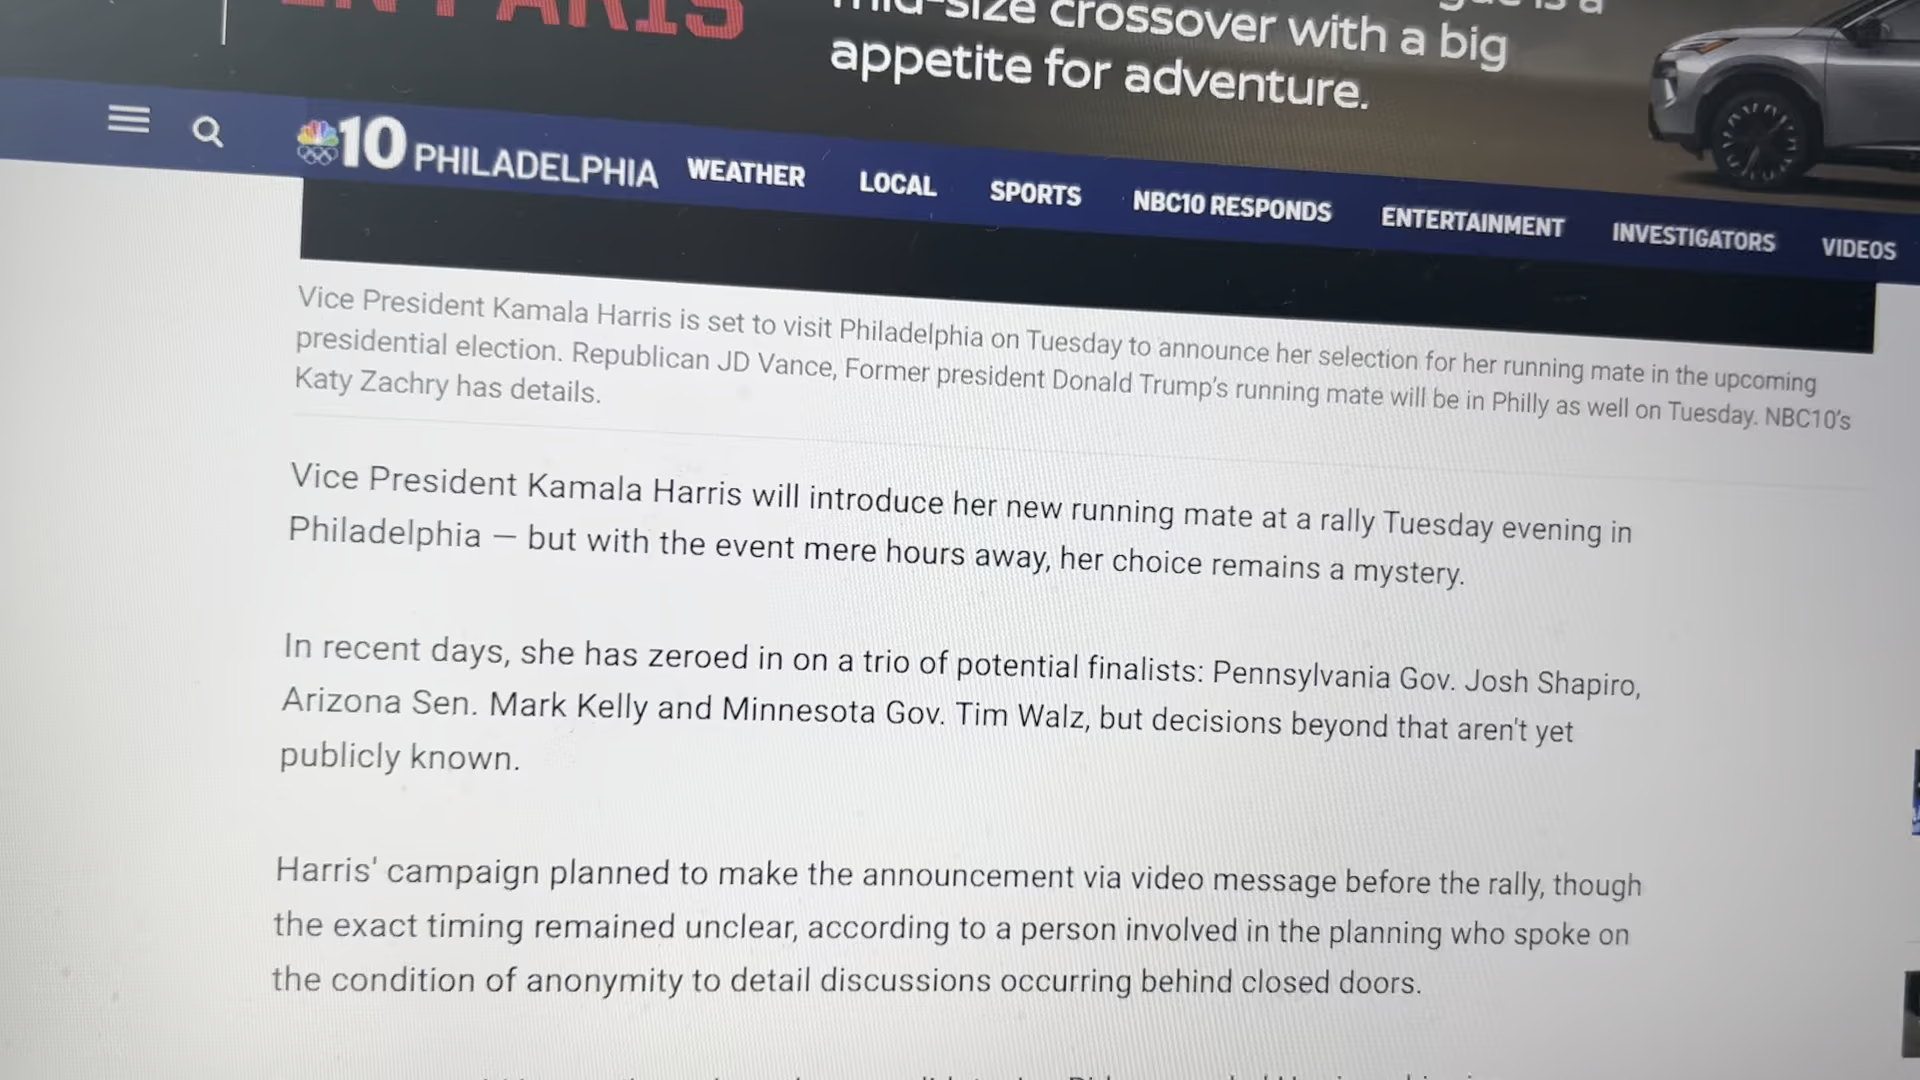 IN PARIS
mid-size crossover with a big
appetite for adventure.
10 PHILADELPHIA WEATHER LOCAL SPORTS NBC10 RESPONDS ENTERTAINMENT INVESTIGATORS VIDEOS
Vice President Kamala Harris is set to visit Philadelphia on Tuesday to announce her selection for her running mate in the upcoming
presidential election. Republican JD Vance, Former president Donald Trump's running mate will be in Philly as well on Tuesday. NBC10's
Katy Zachry has details.
Vice President Kamala Harris will introduce her new running mate at a rally Tuesday evening in
Philadelphia — but with the event mere hours away, her choice remains a mystery.
In recent days, she has zeroed in on a trio of potential finalists: Pennsylvania Gov. Josh Shapiro,
Arizona Sen. Mark Kelly and Minnesota Gov. Tim Walz, but decisions beyond that aren't yet
publicly known.
Harris' campaign planned to make the announcement via video message before the rally, though
the exact timing remained unclear, according to a person involved in the planning who spoke on
the condition of anonymity to detail discussions occurring behind closed doors.